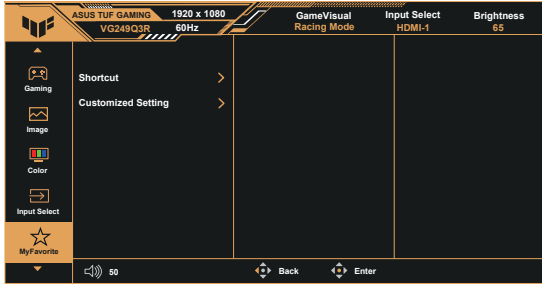 ASUS TUF GAMING 1920 x 1080 GameVisual Input Select Brightness
VG249Q3R 60Hz Racing Mode HDMI-1 65
Gaming
Image
Color
Input Select
MyFavorite
Shortcut
Customized Setting
50 Back Enter